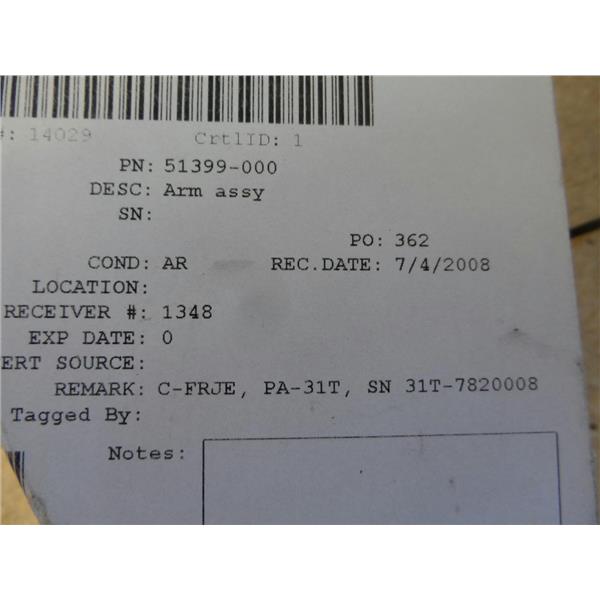 #: 14029 CrtlID: 1
PN: 51399-000
DESC: Arm assy
SN:
PO: 362
COND: AR REC.DATE: 7/4/2008
LOCATION:
RECEIVER #: 1348
EXP DATE: 0
ERT SOURCE:
REMARK: C-FRJE, PA-31T, SN 31T-7820008
Tagged By:
Notes: